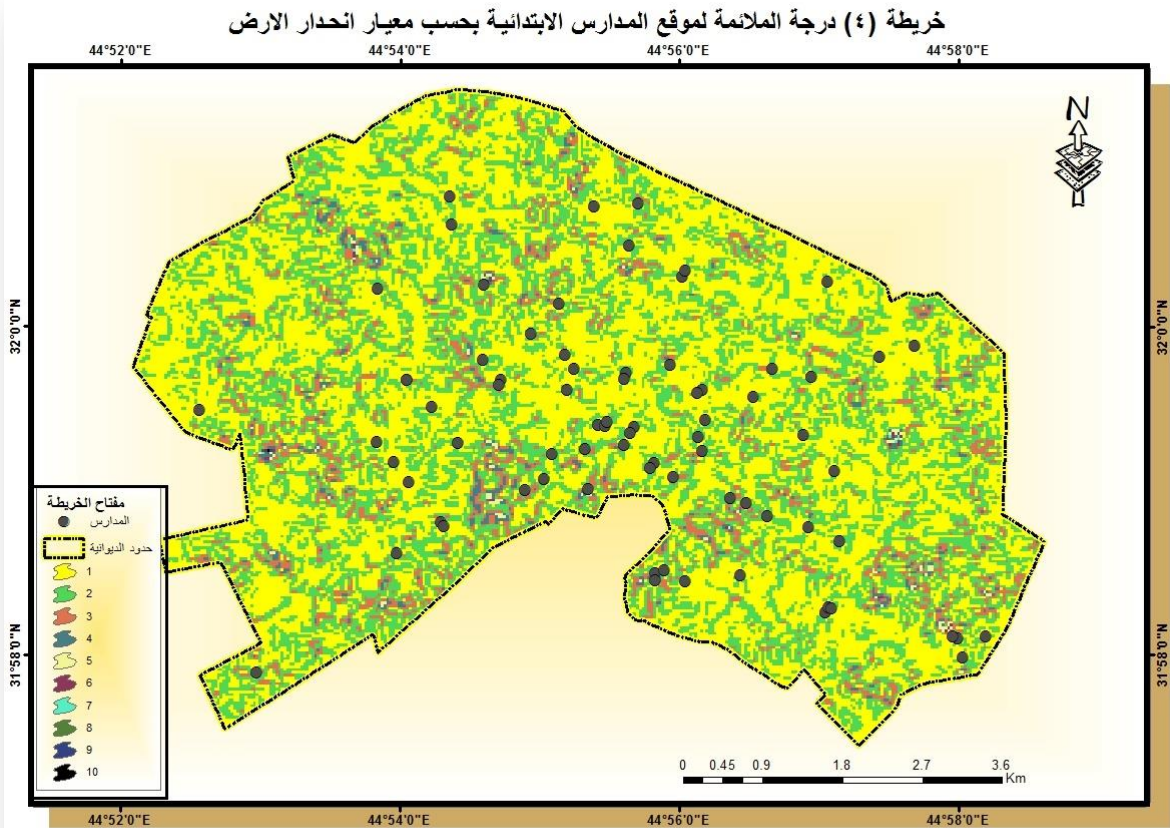 خريطة (٤) درجة الملائمة لموقع المدارس الابتدائية بحسب معيار انحدار الارض
44°52'0"E 44°54'0"E 44°56'0"E 44°58'0"E
N
32°0'0"N 32°0'0"N
مفتاح الخريطة
المدارس
حدود الديوانية
1
2
3
4
5
6
7
8
9
10
31°58'0"N 31°58'0"N
0 0.45 0.9 1.8 2.7 3.6
Km
44°52'0"E 44°54'0"E 44°56'0"E 44°58'0"E